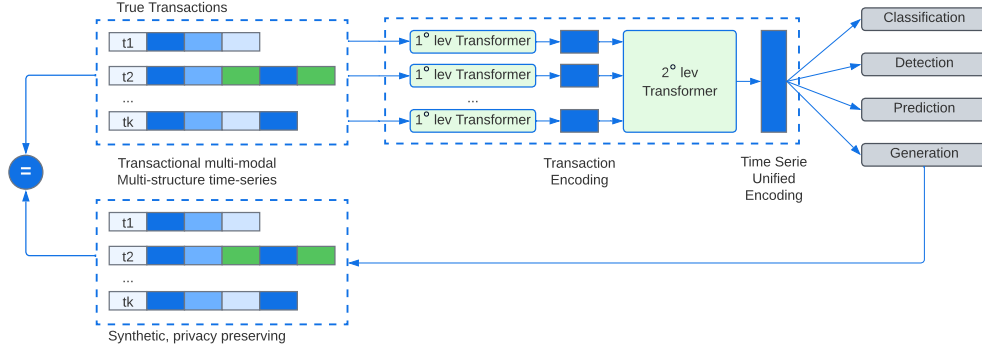 True Transactions
t1
t2
...
tk
Transactional multi-modal
Multi-structure time-series
1° lev Transformer
1° lev Transformer
...
1° lev Transformer
2° lev
Transformer
Transaction
Encoding
Time Serie
Unified
Encoding
Classification
Detection
Prediction
Generation
=
t1
t2
...
tk
Synthetic, privacy preserving